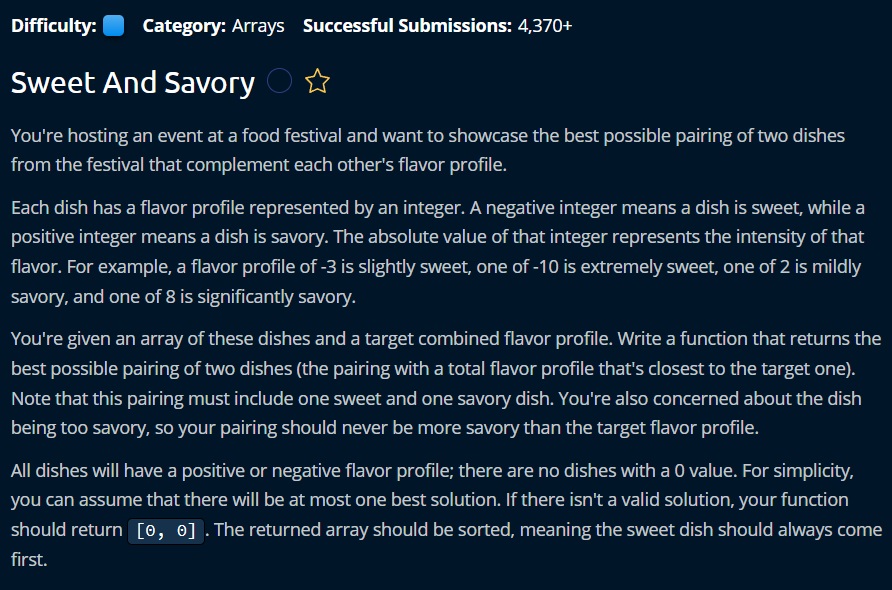 Difficulty: Category: Arrays Successful Submissions: 4,370+
Sweet And Savory
You're hosting an event at a food festival and want to showcase the best possible pairing of two dishes
from the festival that complement each other's flavor profile.
Each dish has a flavor profile represented by an integer. A negative integer means a dish is sweet, while a
positive integer means a dish is savory. The absolute value of that integer represents the intensity of that
flavor. For example, a flavor profile of -3 is slightly sweet, one of -10 is extremely sweet, one of 2 is mildly
savory, and one of 8 is significantly savory.
You're given an array of these dishes and a target combined flavor profile. Write a function that returns the
best possible pairing of two dishes (the pairing with a total flavor profile that's closest to the target one).
Note that this pairing must include one sweet and one savory dish. You're also concerned about the dish
being too savory, so your pairing should never be more savory than the target flavor profile.
All dishes will have a positive or negative flavor profile; there are no dishes with a 0 value. For simplicity,
you can assume that there will be at most one best solution. If there isn't a valid solution, your function
should return [0, 0]. The returned array should be sorted, meaning the sweet dish should always come
first.